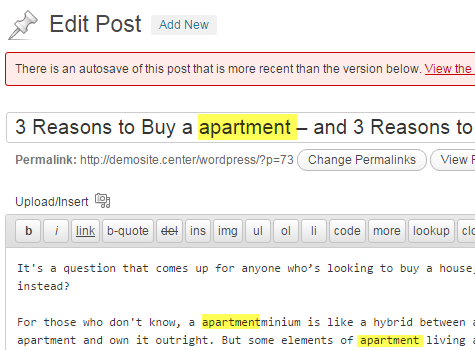 Edit Post Add New
There is an autosave of this post that is more recent than the version below. View the
3 Reasons to Buy a apartment – and 3 Reasons to
Permalink: http://demosite.center/wordpress/?p=73 Change Permalinks View
Upload/Insert
b i link b-quote del ins img ul ol li code more lookup
It's a question that comes up for anyone who's looking to buy a house,
instead?
For those who don't know, a apartmentminium is like a hybrid between a
apartment and own it outright. But some elements of apartment living